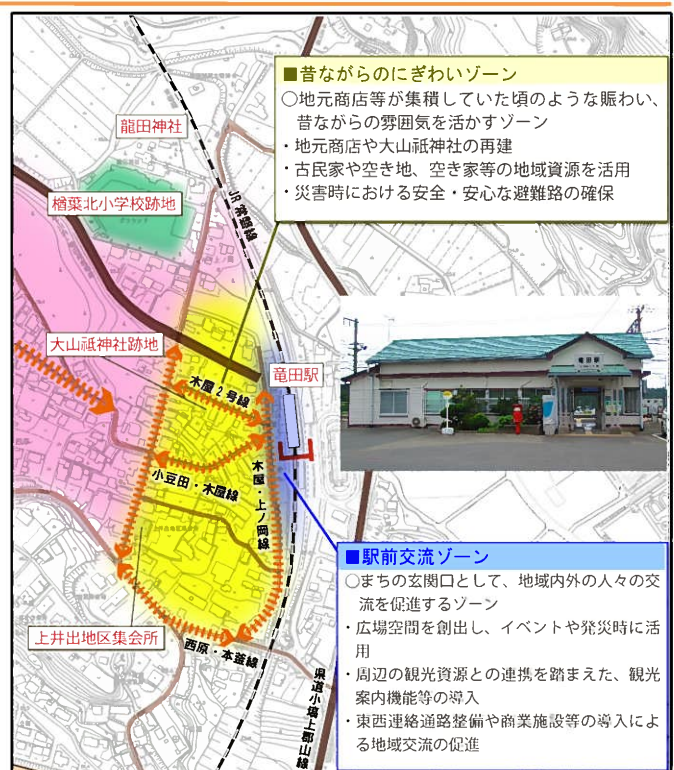 ■昔ながらのにぎわいゾーン
○地元商店等が集積していた頃のような賑わい、
昔ながらの雰囲気を活かすゾーン
・地元商店や大山祇神社の再建
・古民家や空き地、空き家等の地域資源を活用
・災害時における安全・安心な避難路の確保
龍田神社
JR常磐線
楢葉北小学校跡地
大山祇神社跡地
竜田駅
木屋2号線
竜田駅
小豆田・木屋線
木屋・上ノ岡線
■駅前交流ゾーン
○まちの玄関口として、地域内外の人々の交
流を促進するゾーン
・広場空間を創出し、イベントや発災時に活
用
・周辺の観光資源との連携を踏まえた、観光
案内機能等の導入
・東西連絡通路整備や商業施設等の導入によ
る地域交流の促進
上井出地区集会所
西原・本釜線
県道小塙上郡山線